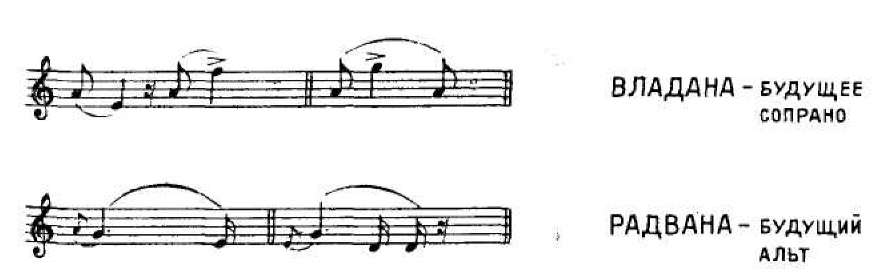 ВЛАДАНА – БУДУЩЕЕ
СОПРАНО
РАДВАНА – БУДУЩИЙ
АЛЬТ